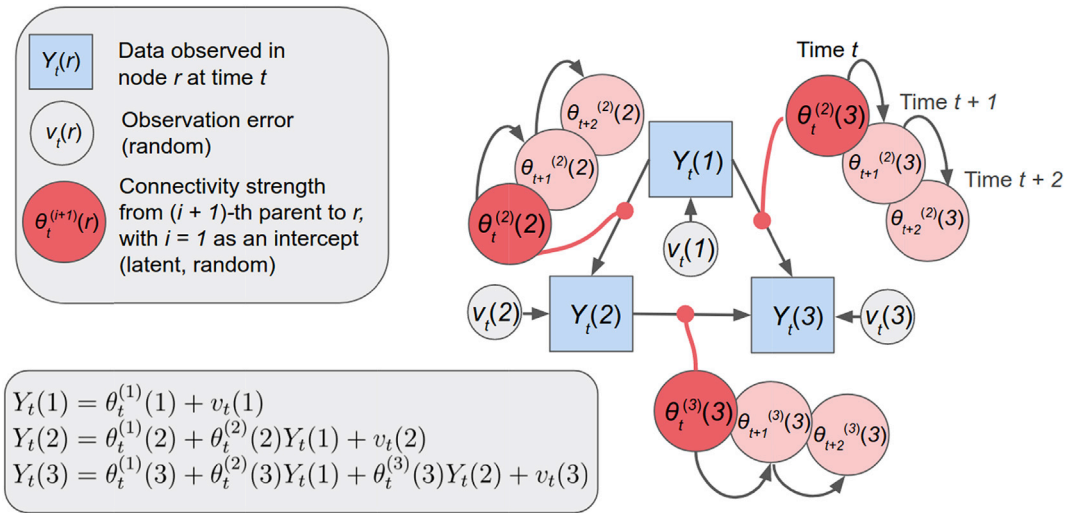 Y_t(r)
Data observed in
node r at time t
v_t(r)
Observation error
(random)
θ_t^(i+1)(r)
Connectivity strength
from (i + 1)-th parent to r,
with i = 1 as an intercept
(latent, random)
θ_{t+2}^(2)(2)
θ_{t+1}^(2)(2)
θ_t^(2)(2)
Y_t(1)
v_t(1)
Time t
θ_t^(2)(3)
Time t + 1
θ_{t+1}^(2)(3)
Time t + 2
θ_{t+2}^(2)(3)
v_t(2)
Y_t(2)
Y_t(3)
v_t(3)
θ_t^(3)(3)
θ_{t+1}^(3)(3)
θ_{t+2}^(3)(3)
Y_t(1) = θ_t^(1)(1) + v_t(1)
Y_t(2) = θ_t^(1)(2) + θ_t^(2)(2)Y_t(1) + v_t(2)
Y_t(3) = θ_t^(1)(3) + θ_t^(2)(3)Y_t(1) + θ_t^(3)(3)Y_t(2) + v_t(3)